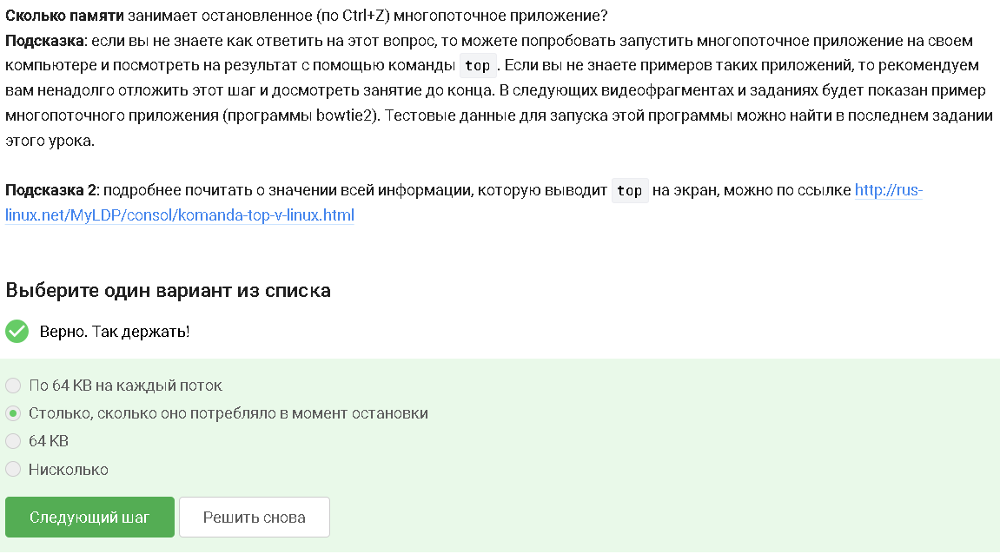 Сколько памяти занимает остановленное (по Ctrl+Z) многопоточное приложение?
Подсказка: если вы не знаете как ответить на этот вопрос, то можете попробовать запустить многопоточное приложение на своем
компьютере и посмотреть на результат с помощью команды top . Если вы не знаете примеров таких приложений, то рекомендуем
вам ненадолго отложить этот шаг и досмотреть занятие до конца. В следующих видеофрагментах и заданиях будет показан пример
многопоточного приложения (программы bowtie2). Тестовые данные для запуска этой программы можно найти в последнем задании
этого урока.
Подсказка 2: подробнее почитать о значении всей информации, которую выводит top на экран, можно по ссылке http://rus-
linux.net/MyLDP/consol/komanda-top-v-linux.html
Выберите один вариант из списка
Верно. Так держать!
По 64 KB на каждый поток
Столько, сколько оно потребляло в момент остановки
64 KB
Нисколько
Следующий шаг
Решить снова